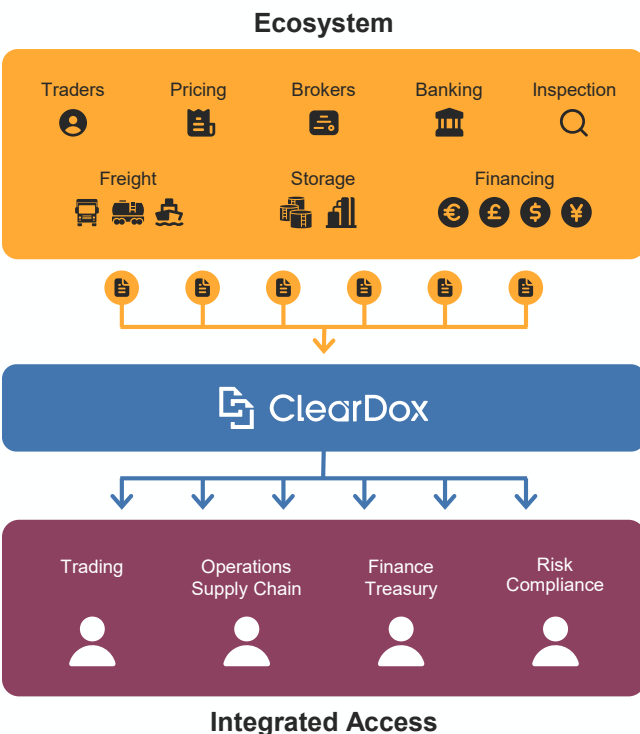 Ecosystem
Traders Pricing Brokers Banking Inspection
Freight Storage Financing
€ £ $ ¥
ClearDox
Trading Operations Finance Risk
Supply Chain Treasury Compliance
Integrated Access